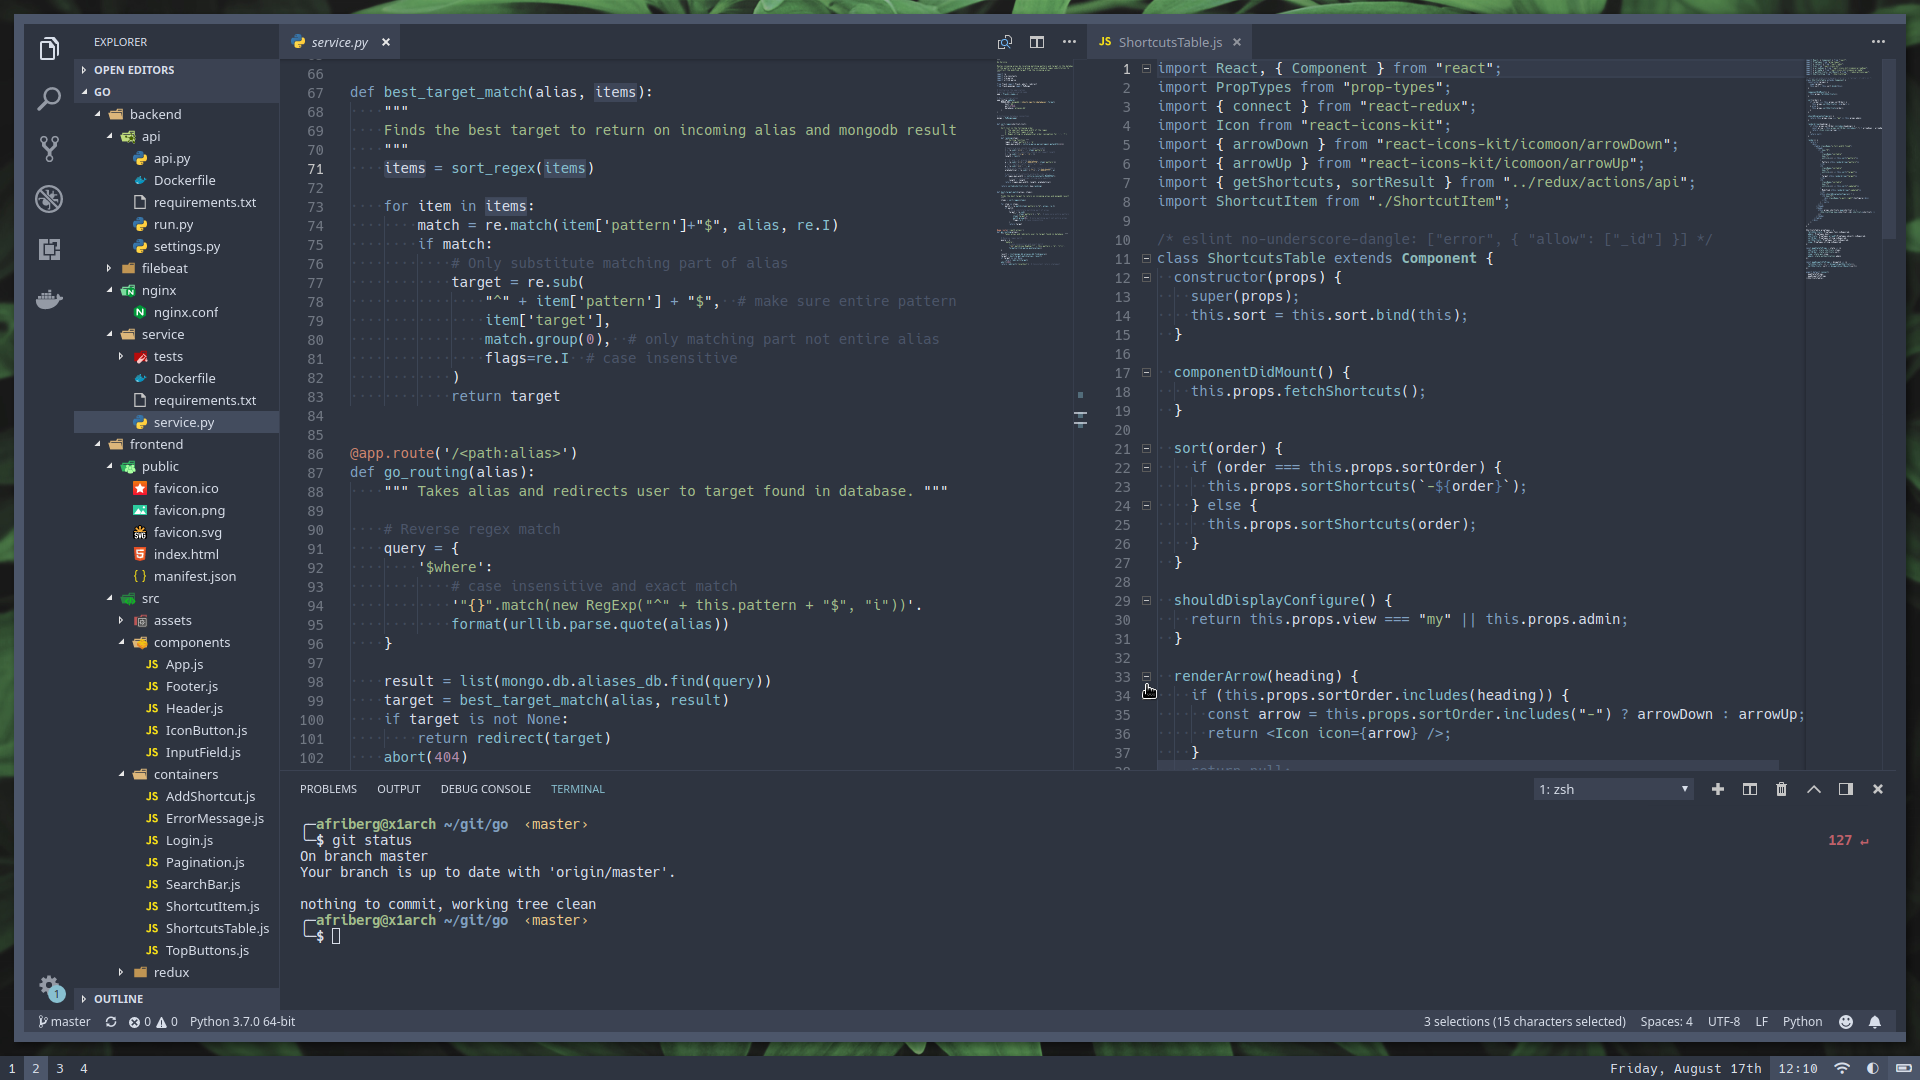 EXPLORER
OPEN EDITORS
GO
backend
api
api.py
Dockerfile
requirements.txt
run.py
settings.py
filebeat
nginx
nginx.conf
service
tests
Dockerfile
requirements.txt
service.py
frontend
public
favicon.ico
favicon.png
favicon.svg
index.html
manifest.json
src
assets
components
JS App.js
JS Footer.js
JS Header.js
JS IconButton.js
JS InputField.js
containers
JS AddShortcut.js
JS ErrorMessage.js
JS Login.js
JS Pagination.js
JS SearchBar.js
JS ShortcutItem.js
JS ShortcutsTable.js
JS TopButtons.js
redux
OUTLINE
1
service.py
66
67 def best_target_match(alias, items):
68 """
69 Finds the best target to return on incoming alias and mongodb result
70 """
71 items = sort_regex(items)
72
73 for item in items:
74 match = re.match(item['pattern']+"$", alias, re.I)
75 if match:
76 # Only substitute matching part of alias
77 target = re.sub(
78 "^" + item['pattern'] + "$", # make sure entire pattern
79 item['target'],
80 match.group(0), # only matching part not entire alias
81 flags=re.I # case insensitive
82 )
83 return target
84
85
86 @app.route('/<path:alias>')
87 def go_routing(alias):
88 """ Takes alias and redirects user to target found in database. """
89
90 # Reverse regex match
91 query = {
92 '$where':
93 # case insensitive and exact match
94 '"{}".match(new RegExp("^" + this.pattern + "$", "i"))'.
95 format(urllib.parse.quote(alias))
96 }
97
98 result = list(mongo.db.aliases_db.find(query))
99 target = best_target_match(alias, result)
100 if target is not None:
101 return redirect(target)
102 abort(404)
JS ShortcutsTable.js
1 import React, { Component } from "react";
2 import PropTypes from "prop-types";
3 import { connect } from "react-redux";
4 import Icon from "react-icons-kit";
5 import { arrowDown } from "react-icons-kit/icomoon/arrowDown";
6 import { arrowUp } from "react-icons-kit/icomoon/arrowUp";
7 import { getShortcuts, sortResult } from "../redux/actions/api";
8 import ShortcutItem from "./ShortcutItem";
9
10 /* eslint no-underscore-dangle: ["error", { "allow": ["_id"] }] */
11 class ShortcutsTable extends Component {
12 constructor(props) {
13 super(props);
14 this.sort = this.sort.bind(this);
15 }
16
17 componentDidMount() {
18 this.props.fetchShortcuts();
19 }
20
21 sort(order) {
22 if (order === this.props.sortOrder) {
23 this.props.sortShortcuts(`-${order}`);
24 } else {
25 this.props.sortShortcuts(order);
26 }
27 }
28
29 shouldDisplayConfigure() {
30 return this.props.view === "my" || this.props.admin;
31 }
32
33 renderArrow(heading) {
34 if (this.props.sortOrder.includes(heading)) {
35 const arrow = this.props.sortOrder.includes("-") ? arrowDown : arrowUp;
36 return <Icon icon={arrow} />;
37 }
38 return null;
PROBLEMS OUTPUT DEBUG CONSOLE TERMINAL
1: zsh
╭─afriberg@x1arch ~/git/go ‹master›
╰─$ git status 127 ↵
On branch master
Your branch is up to date with 'origin/master'.
nothing to commit, working tree clean
╭─afriberg@x1arch ~/git/go ‹master›
╰─$
master 0 0 Python 3.7.0 64-bit
3 selections (15 characters selected) Spaces: 4 UTF-8 LF Python
1 2 3 4
Friday, August 17th 12:10